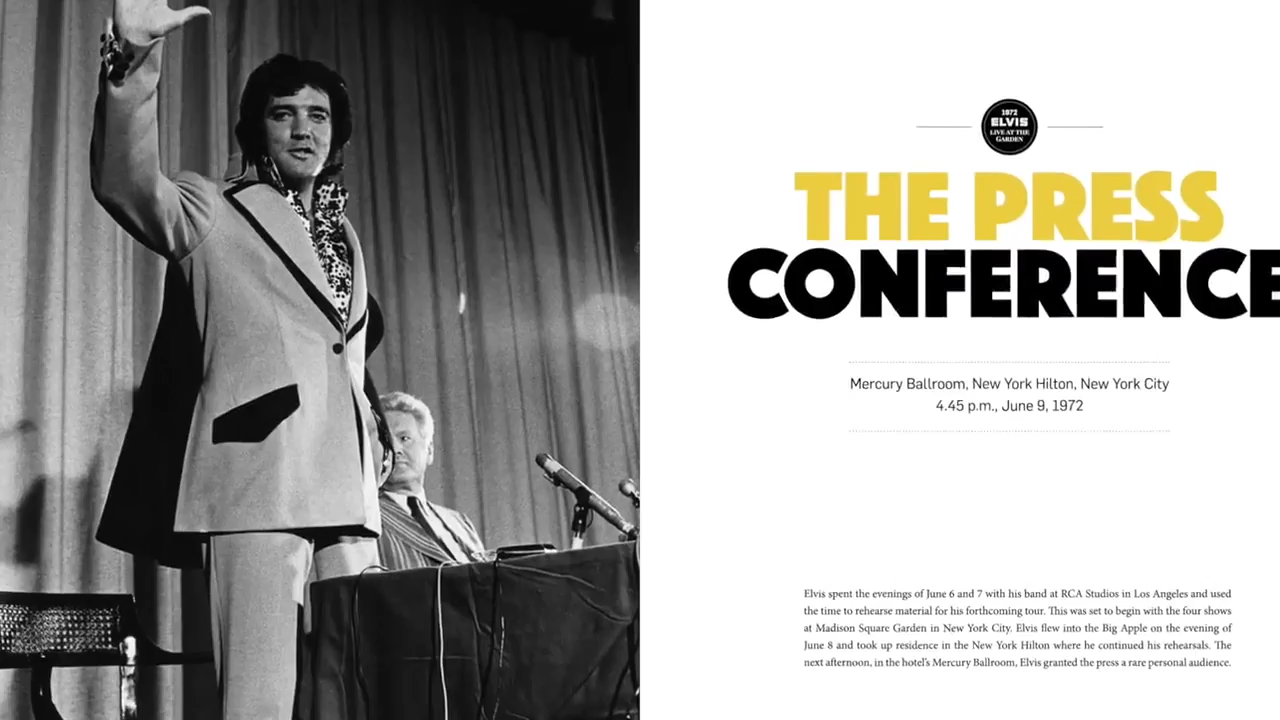 1972
ELVIS
LIVE AT THE
GARDEN
THE PRESS
CONFERENCE
Mercury Ballroom, New York Hilton, New York City
4.45 p.m., June 9, 1972
Elvis spent the evenings of June 6 and 7 with his band at RCA Studios in Los Angeles and used
the time to rehearse material for his forthcoming tour. This was set to begin with the four shows
at Madison Square Garden in New York City. Elvis flew into the Big Apple on the evening of
June 8 and took up residence in the New York Hilton where he continued his rehearsals. The
next afternoon, in the hotel's Mercury Ballroom, Elvis granted the press a rare personal audience.